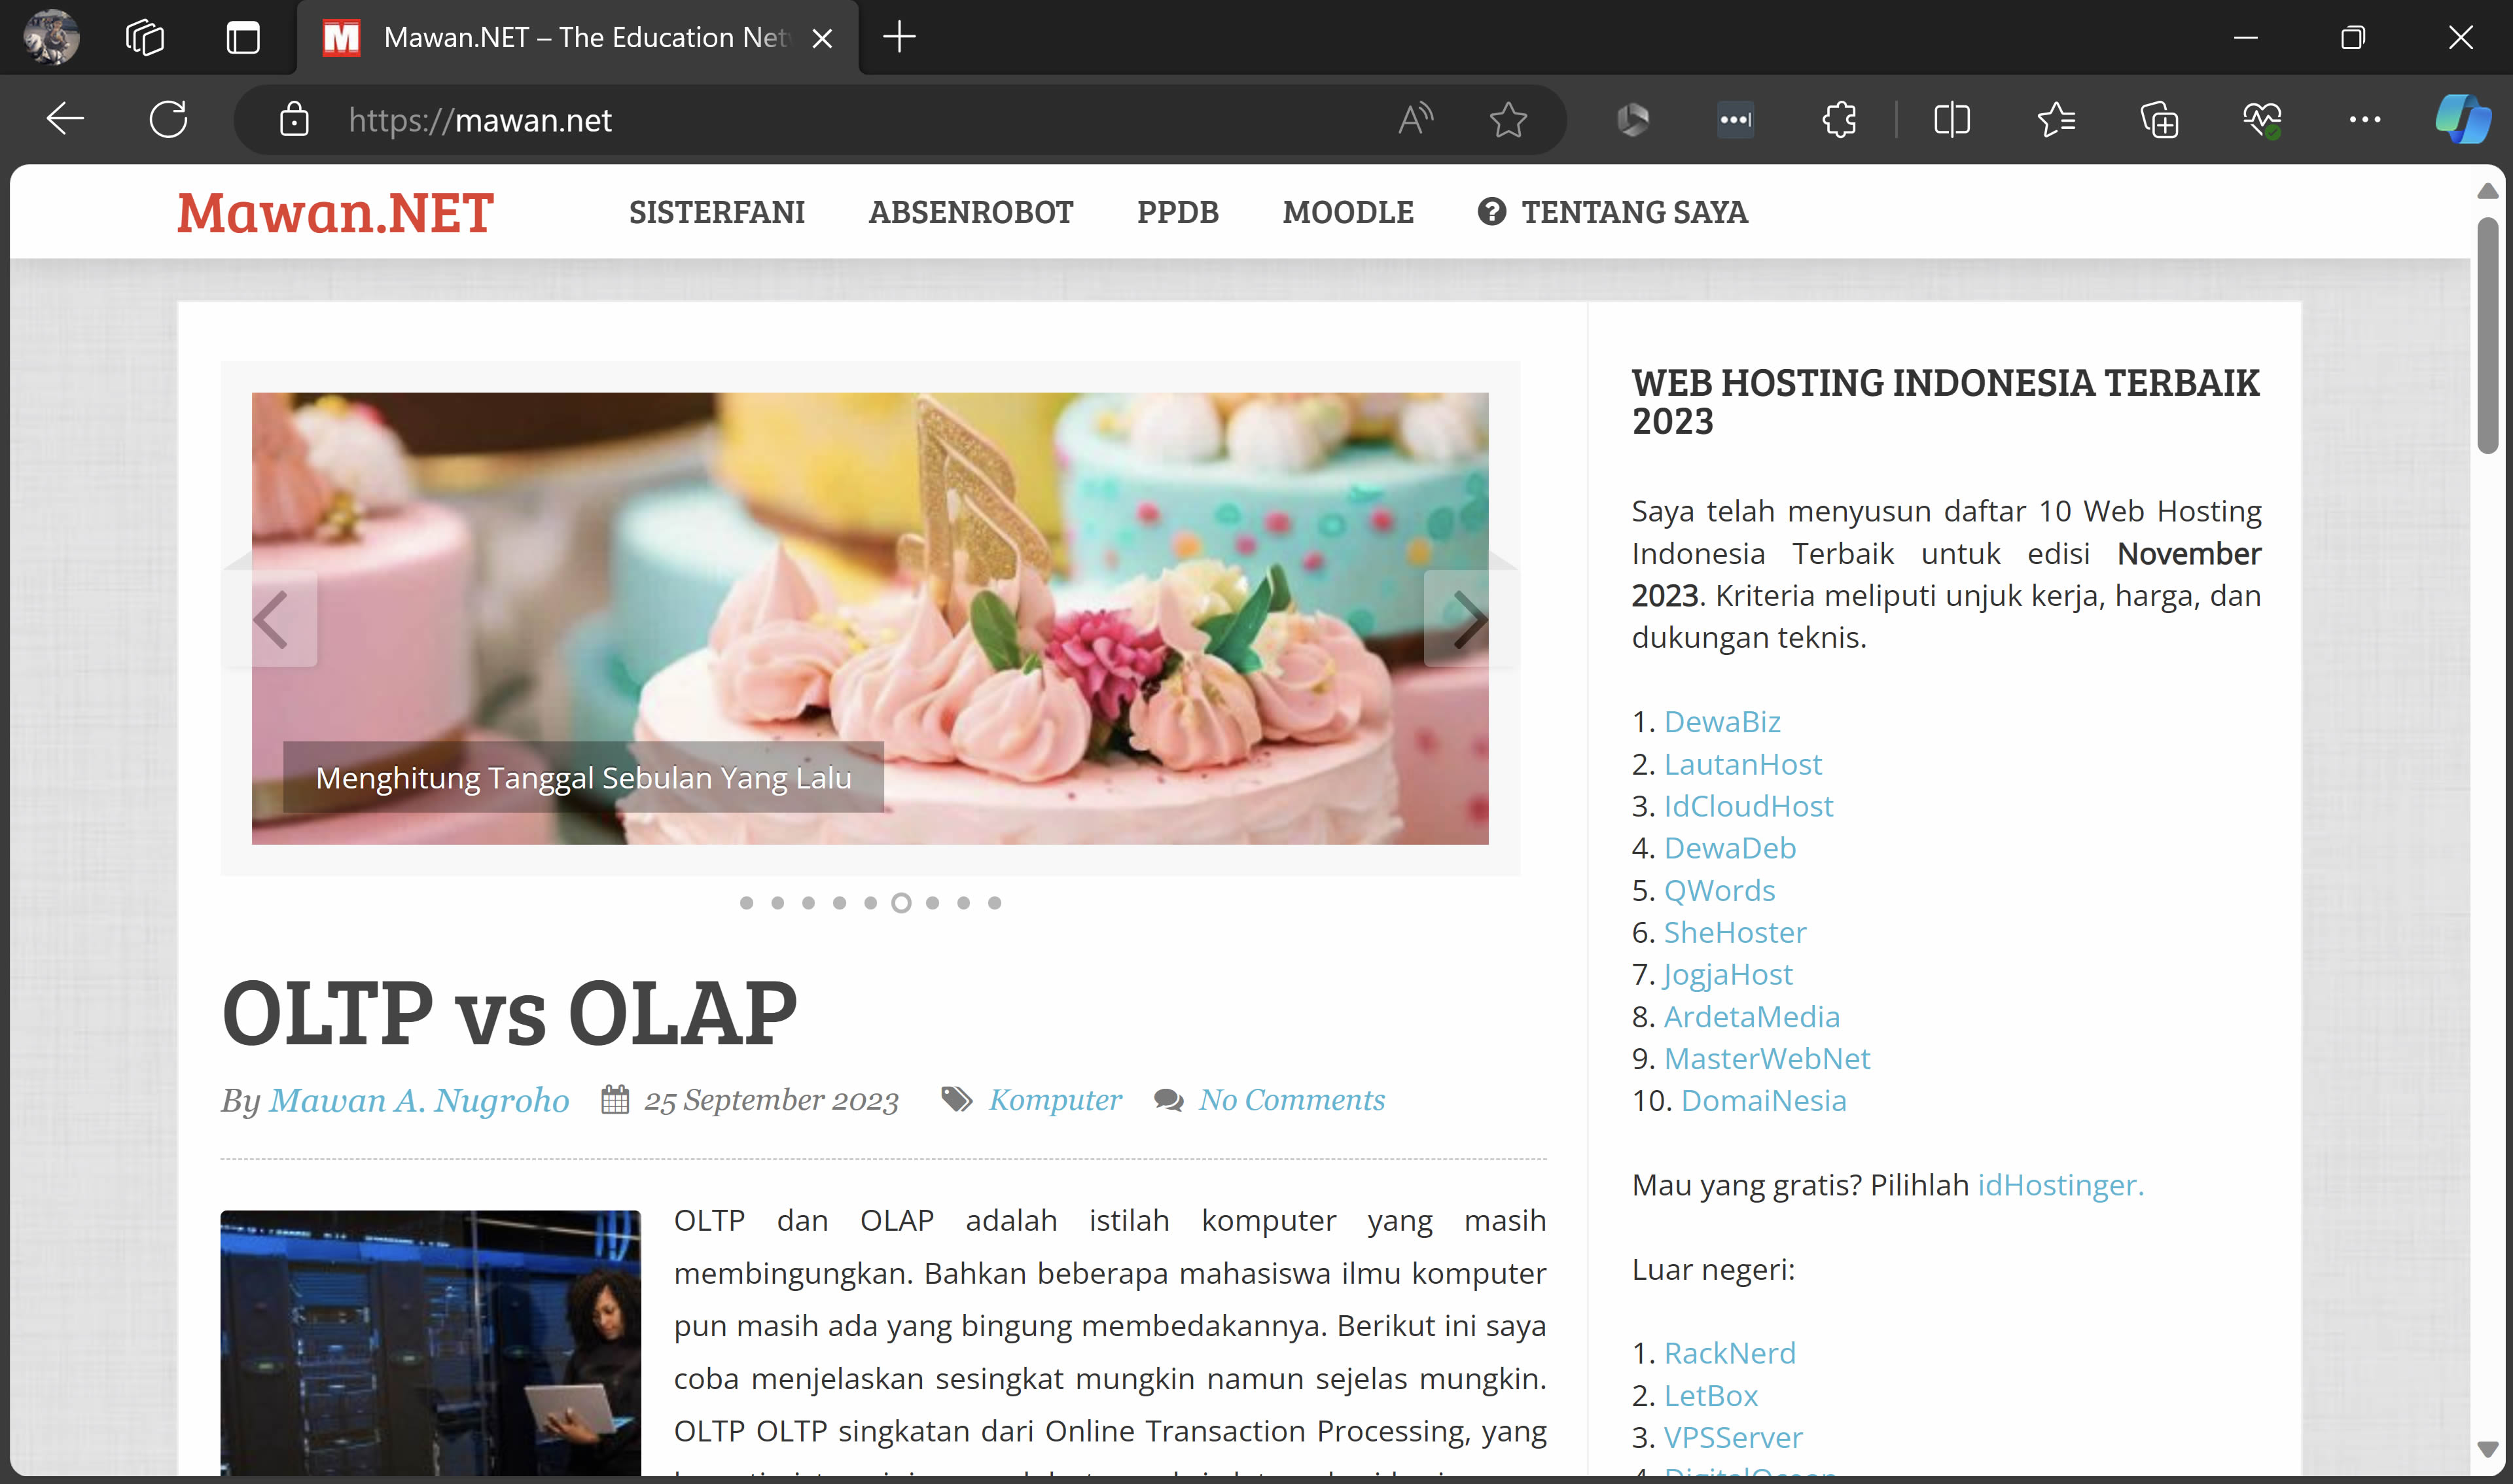 Mawan.NET – The Education Net
https://mawan.net
Mawan.NET
SISTERFANI
ABSENROBOT
PPDB
MOODLE
TENTANG SAYA
Menghitung Tanggal Sebulan Yang Lalu
OLTP vs OLAP
By Mawan A. Nugroho 25 September 2023 Komputer No Comments
OLTP dan OLAP adalah istilah komputer yang masih
membingungkan. Bahkan beberapa mahasiswa ilmu komputer
pun masih ada yang bingung membedakannya. Berikut ini saya
coba menjelaskan sesingkat mungkin namun sejelas mungkin.
OLTP OLTP singkatan dari Online Transaction Processing, yang
WEB HOSTING INDONESIA TERBAIK
2023
Saya telah menyusun daftar 10 Web Hosting
Indonesia Terbaik untuk edisi November
2023. Kriteria meliputi unjuk kerja, harga, dan
dukungan teknis.
1. DewaBiz
2. LautanHost
3. IdCloudHost
4. DewaDeb
5. QWords
6. SheHoster
7. JogjaHost
8. ArdetaMedia
9. MasterWebNet
10. DomaiNesia
Mau yang gratis? Pilihlah idHostinger.
Luar negeri:
1. RackNerd
2. LetBox
3. VPSServer
4. DigitalOcean